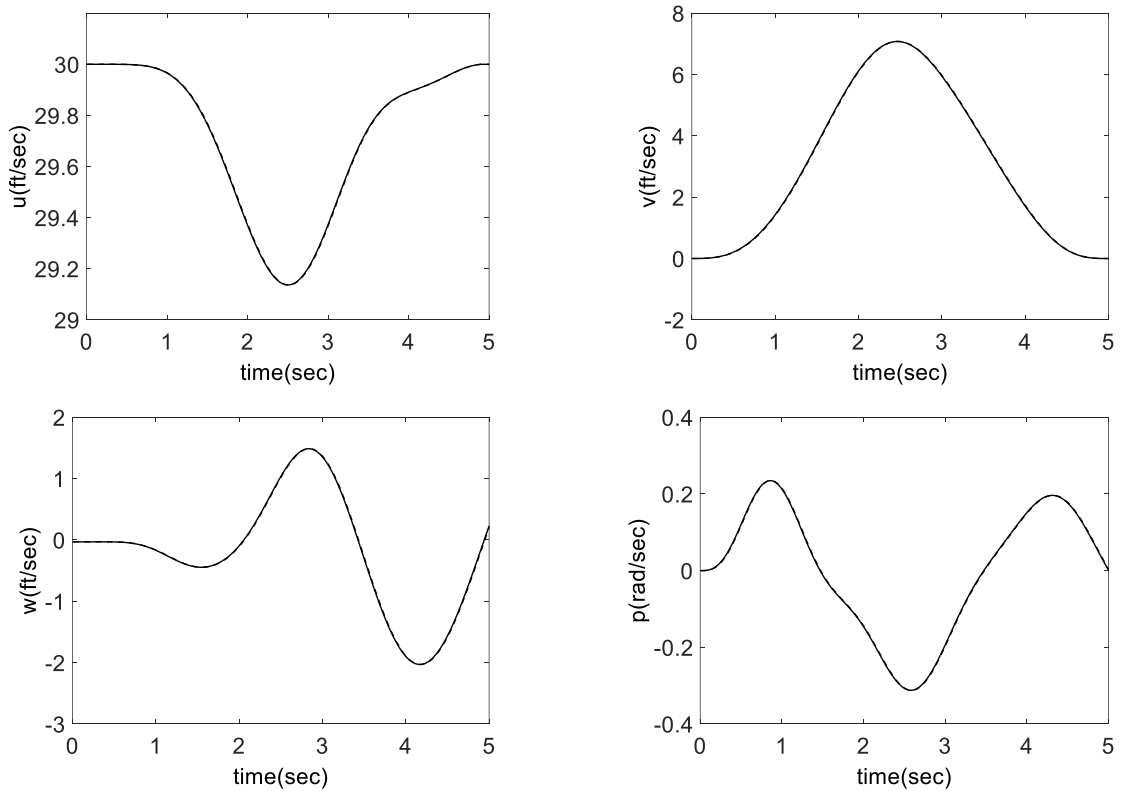 30
29.8
29.6
29.4
29.2
29
0 1 2 3 4 5
u(ft/sec)
time(sec)
8
6
4
2
0
-2
0 1 2 3 4 5
v(ft/sec)
time(sec)
2
1
0
-1
-2
-3
0 1 2 3 4 5
w(ft/sec)
time(sec)
0.4
0.2
0
-0.2
-0.4
0 1 2 3 4 5
p(rad/sec)
time(sec)